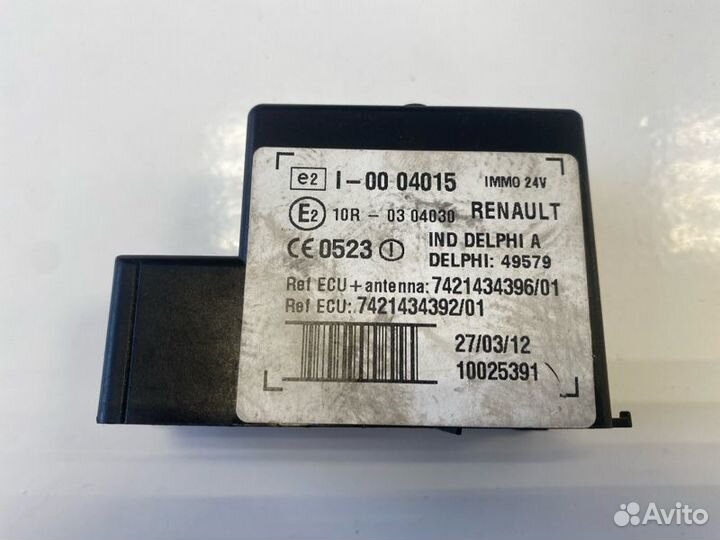 e2 I-00 04015 IMMO 24V
E2 10R - 03 04030 RENAULT
CE 0523 ! IND DELPHI A
DELPHI: 49579
Ref ECU + antenna: 7421434396/01
Ref ECU: 7421434392/01
27/03/12
10025391
Avito